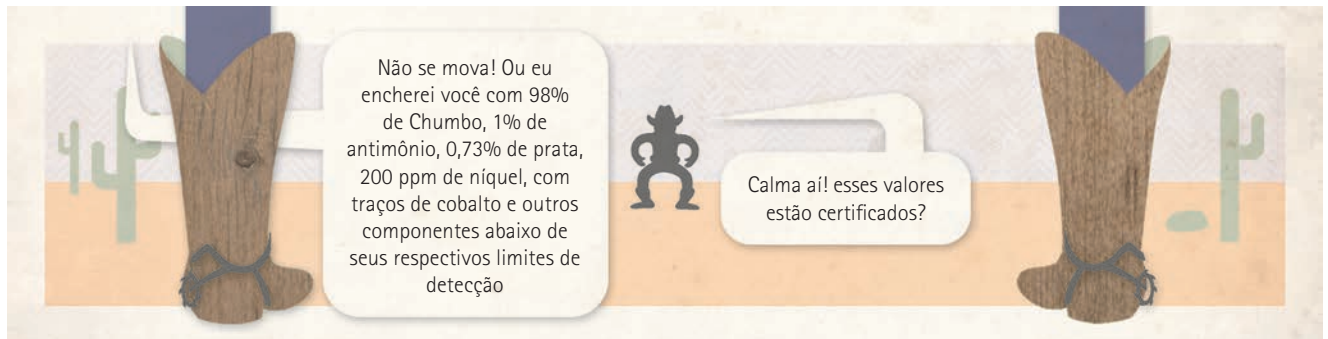 Não se mova! Ou eu
encherei você com 98%
de Chumbo, 1% de
antimônio, 0,73% de prata,
200 ppm de níquel, com
traços de cobalto e outros
componentes abaixo de
seus respectivos limites de
detecção
Calma aí! esses valores
estão certificados?